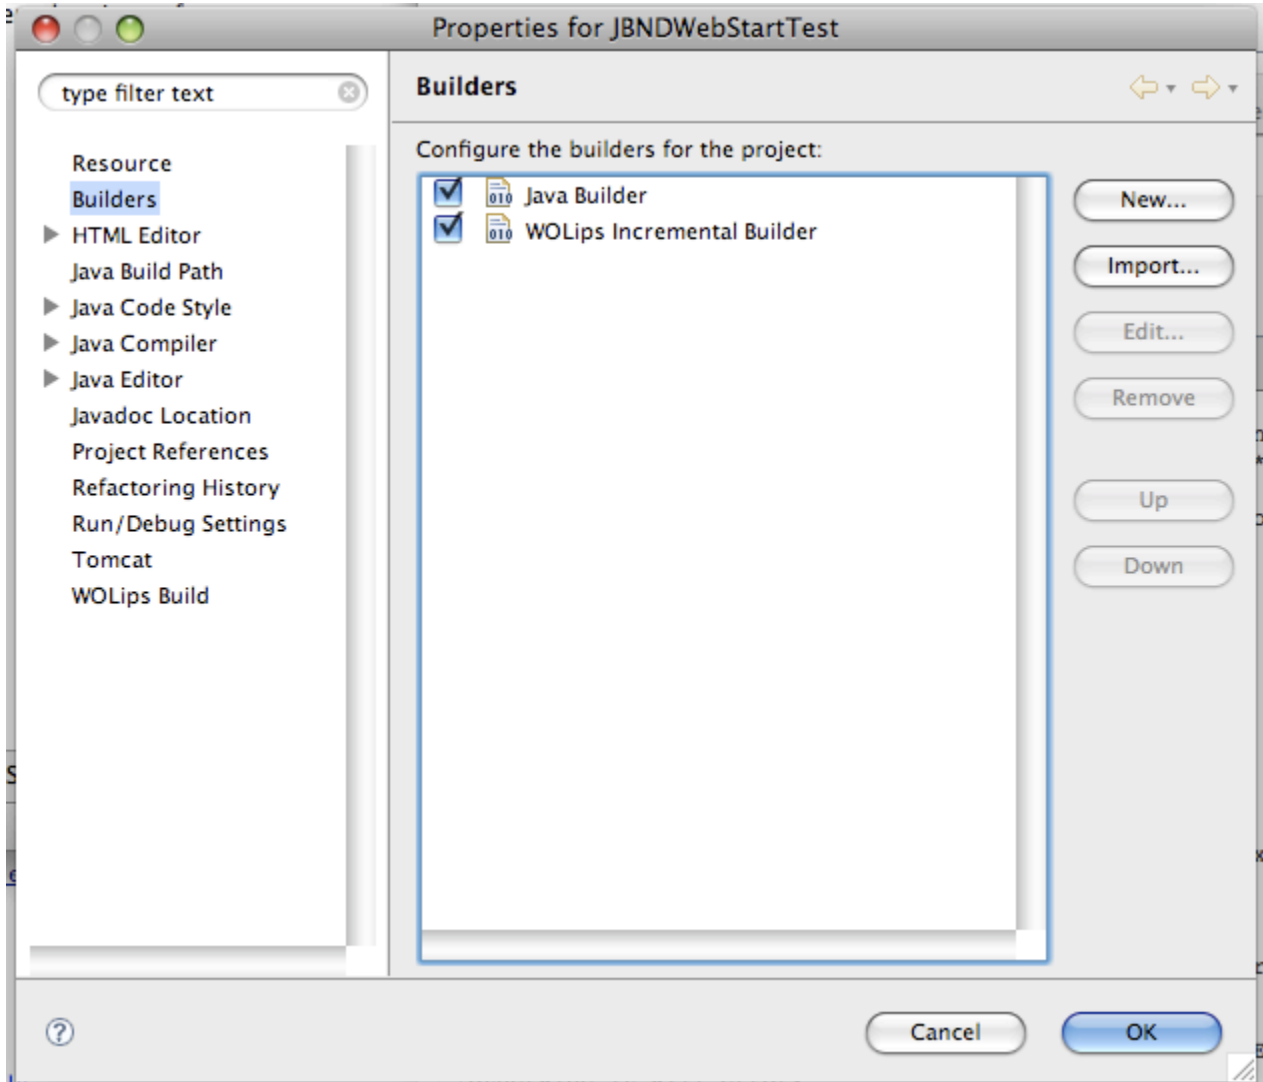 Properties for JBNDWebStartTest
type filter text
Resource
Builders
HTML Editor
Java Build Path
Java Code Style
Java Compiler
Java Editor
Javadoc Location
Project References
Refactoring History
Run/Debug Settings
Tomcat
WOLips Build
Builders
Configure the builders for the project:
Java Builder
WOLips Incremental Builder
New...
Import...
Edit...
Remove
Up
Down
Cancel
OK